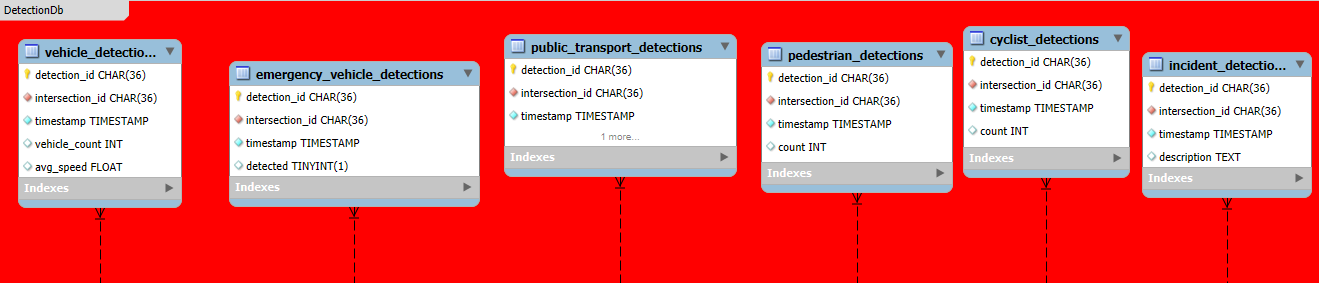 DetectionDb
vehicle_detectio...
detection_id CHAR(36)
intersection_id CHAR(36)
timestamp TIMESTAMP
vehicle_count INT
avg_speed FLOAT
Indexes
emergency_vehicle_detections
detection_id CHAR(36)
intersection_id CHAR(36)
timestamp TIMESTAMP
detected TINYINT(1)
Indexes
public_transport_detections
detection_id CHAR(36)
intersection_id CHAR(36)
timestamp TIMESTAMP
1 more...
Indexes
pedestrian_detections
detection_id CHAR(36)
intersection_id CHAR(36)
timestamp TIMESTAMP
count INT
Indexes
cyclist_detections
detection_id CHAR(36)
intersection_id CHAR(36)
timestamp TIMESTAMP
count INT
Indexes
incident_detectio...
detection_id CHAR(36)
intersection_id CHAR(36)
timestamp TIMESTAMP
description TEXT
Indexes